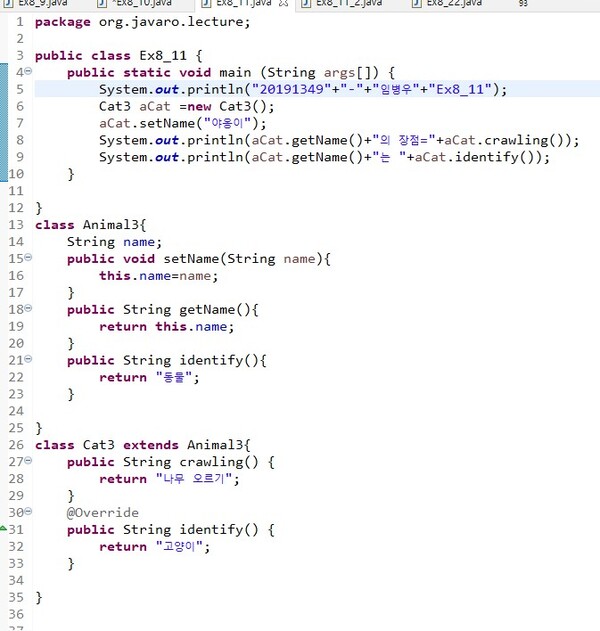 Ex8_9.java *Ex8_10.java Ex8_11.java Ex8_11_2.java Ex8_22.java
1 package org.javaro.lecture;
2
3 public class Ex8_11 {
4 public static void main (String args[]) {
5 System.out.println("20191349"+"-"+"임병우"+"Ex8_11");
6 Cat3 aCat =new Cat3();
7 aCat.setName("야옹이");
8 System.out.println(aCat.getName()+"의 장점="+aCat.crawling());
9 System.out.println(aCat.getName()+"는 "+aCat.identify());
10 }
11
12 }
13 class Animal3{
14 String name;
15 public void setName(String name){
16 this.name=name;
17 }
18 public String getName(){
19 return this.name;
20 }
21 public String identify(){
22 return "동물";
23 }
24
25 }
26 class Cat3 extends Animal3{
27 public String crawling() {
28 return "나무 오르기";
29 }
30 @Override
31 public String identify() {
32 return "고양이";
33 }
34
35 }
36